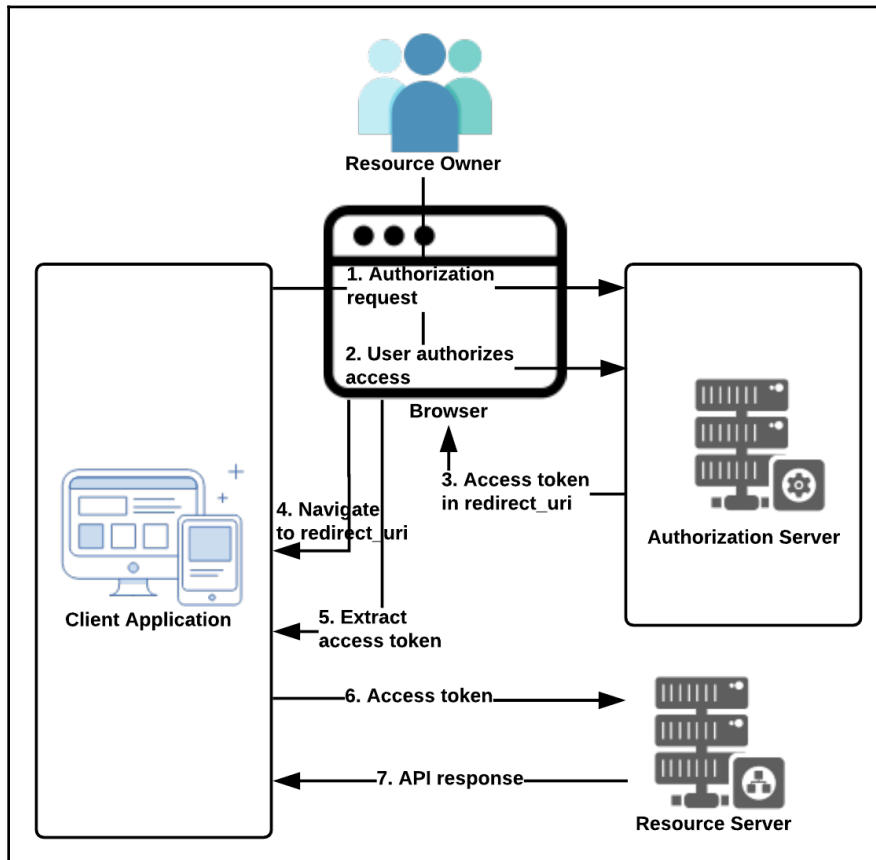 Resource Owner
1. Authorization
request
2. User authorizes
access
Browser
3. Access token
in redirect_uri
Authorization Server
4. Navigate
to redirect_uri
Client Application
5. Extract
access token
6. Access token
7. API response
Resource Server